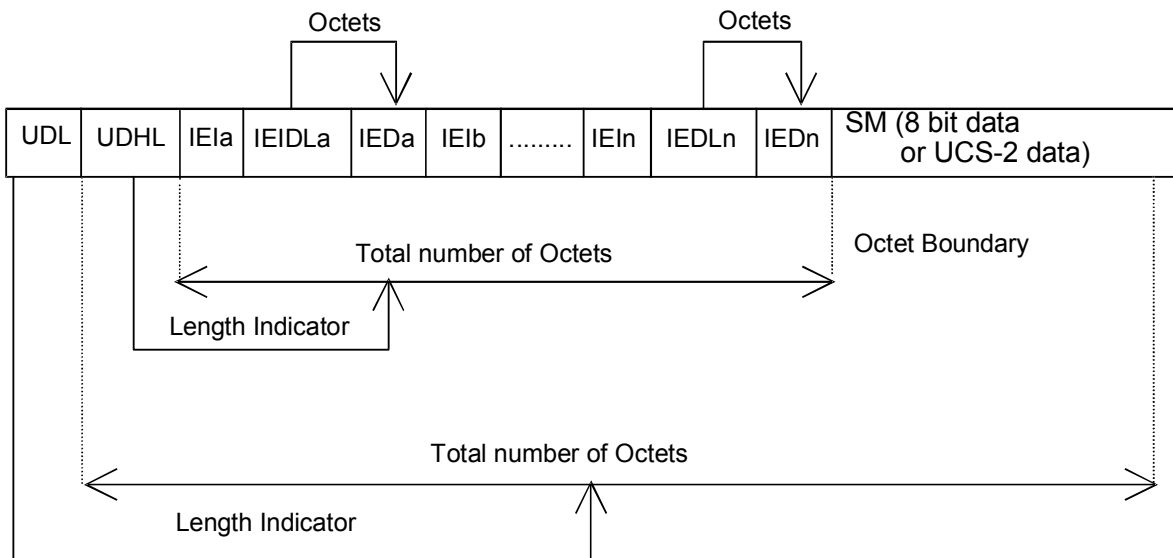 Octets
Octets
UDL
UDHL
IEIa
IEIDLa
IEDa
IEIb
.........
IEIn
IEDLn
IEDn
SM (8 bit data
or UCS-2 data)
Total number of Octets
Octet Boundary
Length Indicator
Total number of Octets
Length Indicator